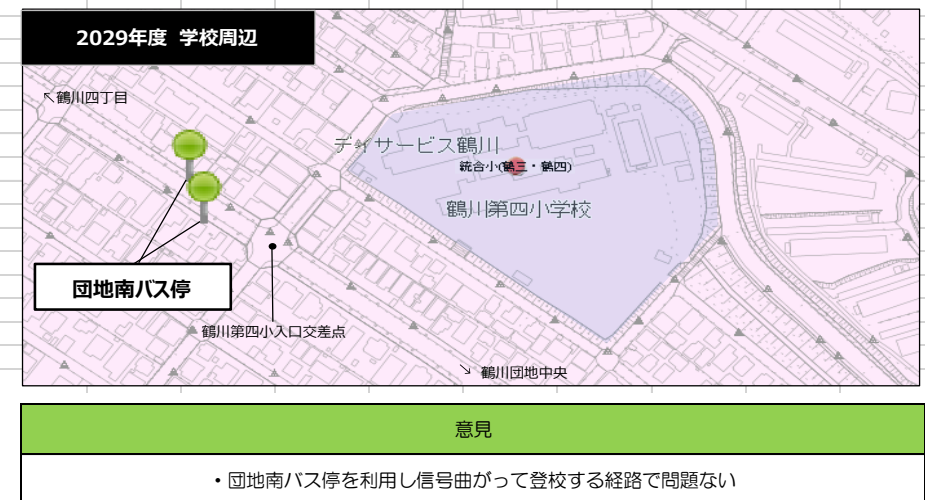 2029年度 学校周辺
↖鶴川四丁目
デイサービス鶴川
統合小(鶴三・鶴四)
鶴川第四小学校
団地南バス停
鶴川第四小入口交差点
↘ 鶴川団地中央
意見
・団地南バス停を利用し信号曲がって登校する経路で問題ない